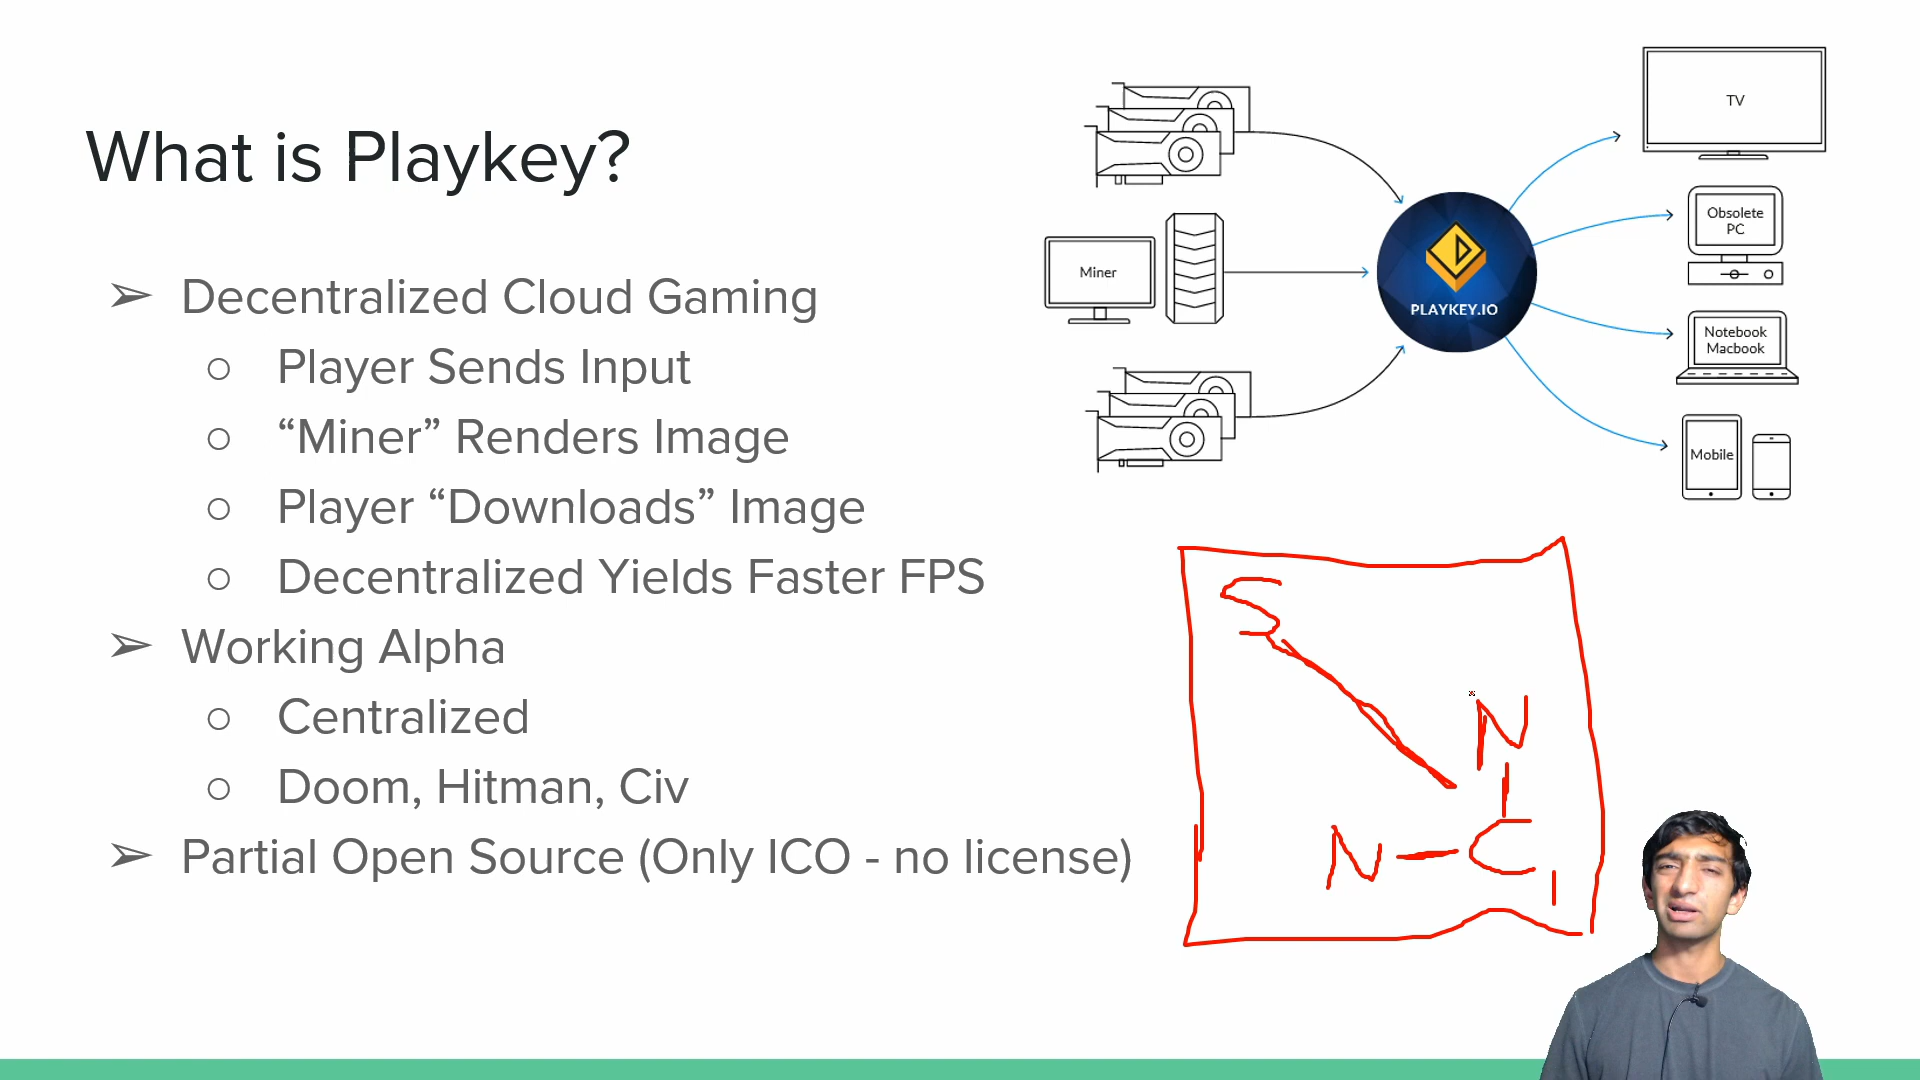 What is Playkey?
➢ Decentralized Cloud Gaming
○ Player Sends Input
○ “Miner” Renders Image
○ Player “Downloads” Image
○ Decentralized Yields Faster FPS
➢ Working Alpha
○ Centralized
○ Doom, Hitman, Civ
➢ Partial Open Source (Only ICO - no license)
Miner
PLAYKEY.IO
TV
Obsolete
PC
Notebook
Macbook
Mobile
S
N
N - C